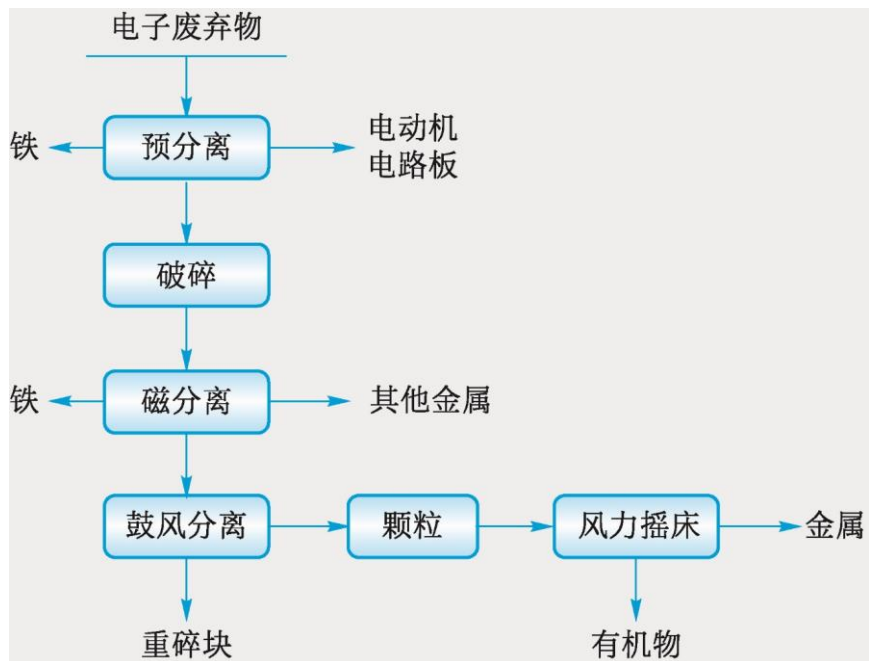 电子废弃物
铁
预分离
电动机
电路板
破碎
铁
磁分离
其他金属
鼓风分离
颗粒
风力摇床
金属
重碎块
有机物